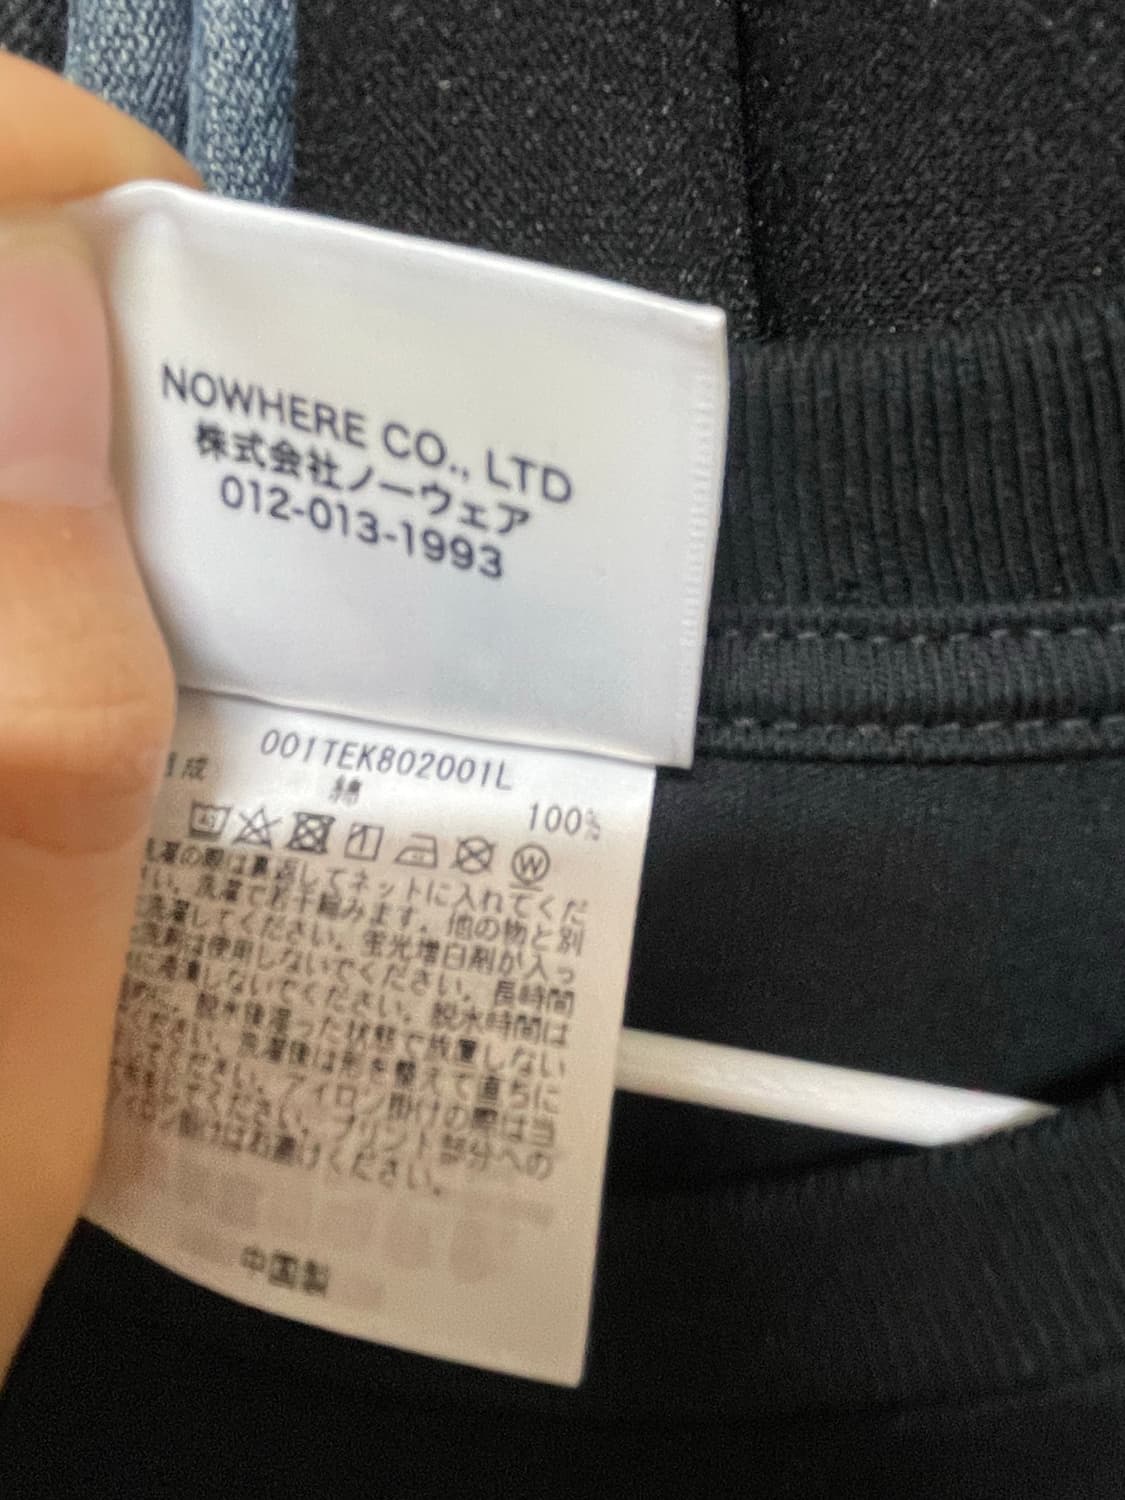 NOWHERE CO., LTD
株式会社ノーウェア
012-013-1993
001TEK802001L
成
綿 100%
W
洗濯の際は裏返してネットに入れてくだ
さい。洗濯で若干縮みます。他の物と別
に洗濯してください。蛍光増白剤が入っ
洗剤は使用しないでください。長時間
に浸漬しないでください。脱水時間は
脱水後湿った状態で放置しない
ください。洗濯後は形を整えて直ちに
ください。アイロン掛けの際は当
てください。プリント部分への
掛けはお避けください。
中国製